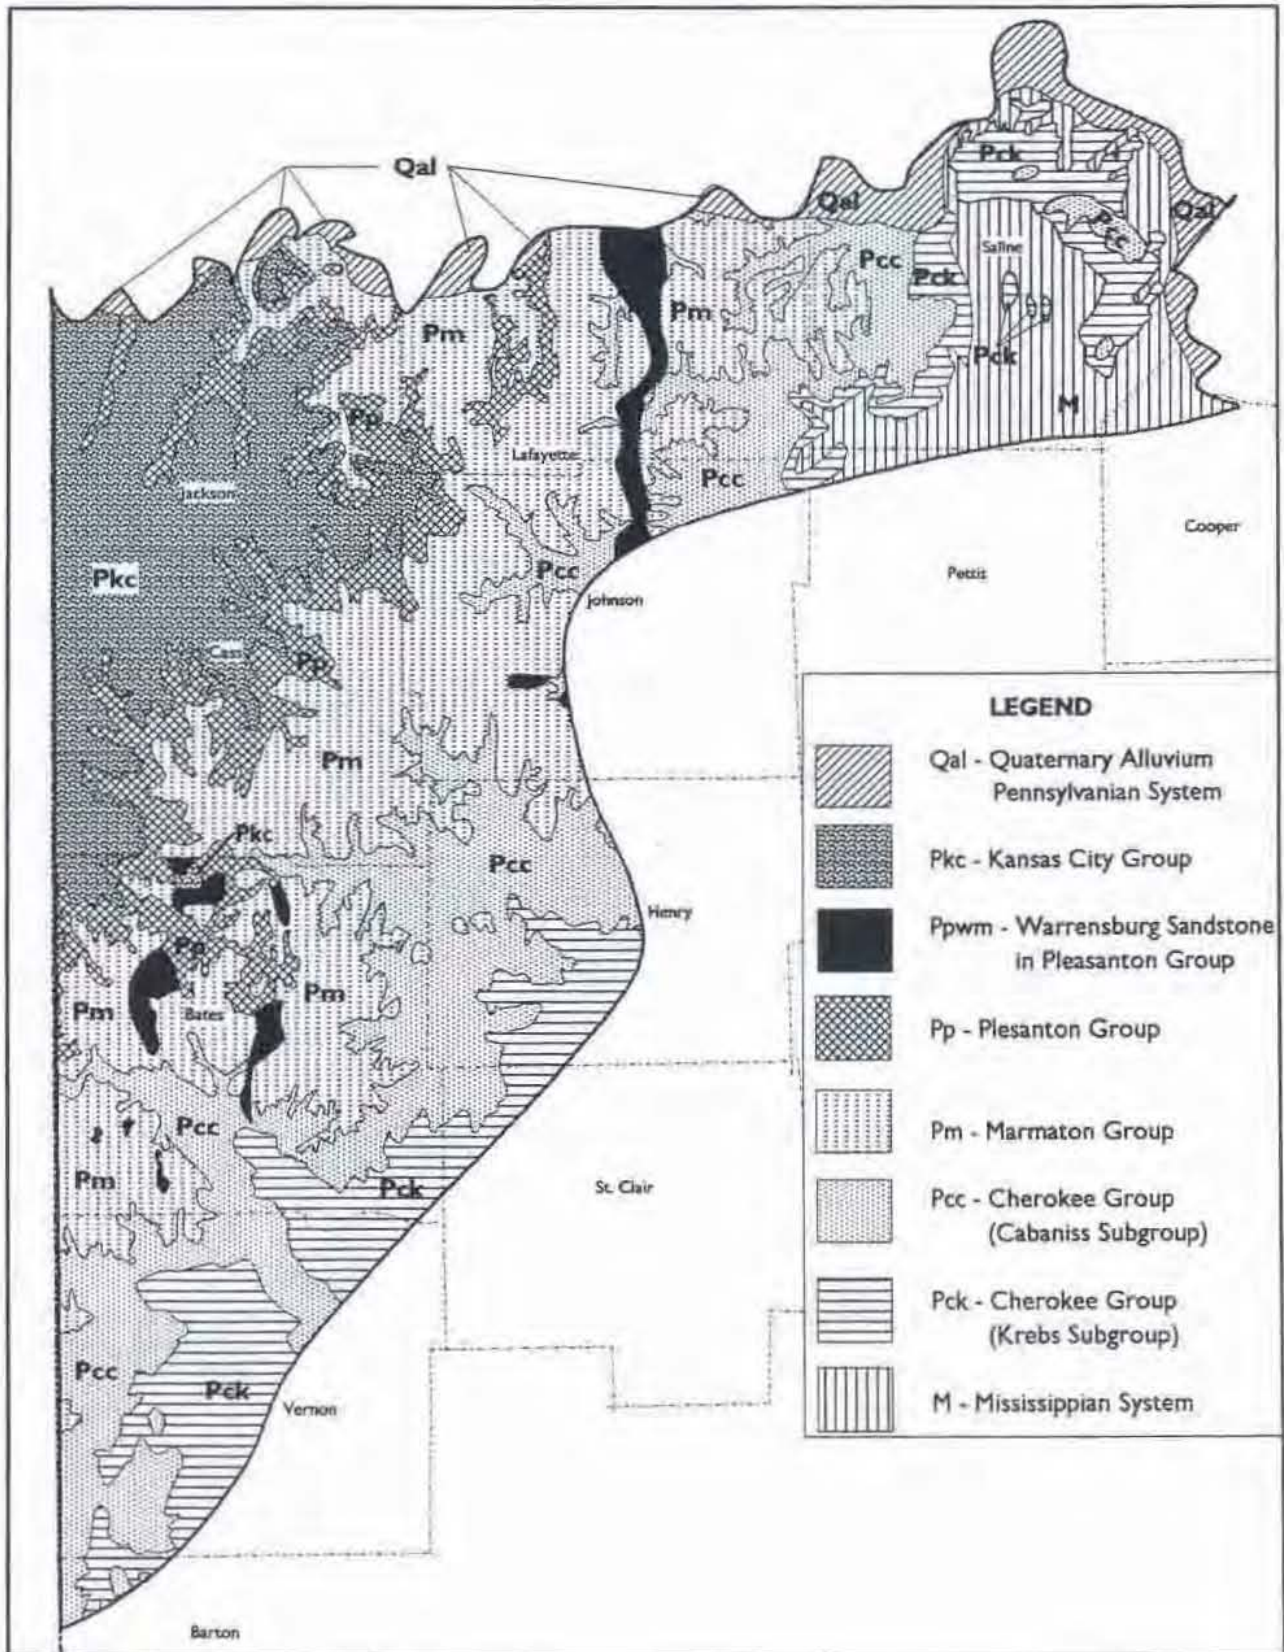 Qal
Pck
Qal
Qal
Pcc
Saline
Pcc
Pck
Pm
Pm
Pck
M
Pp
Lafayette
Pcc
Jackson
Cooper
Pkc
Pcc
Pettis
Johnson
Cass
Pp
Pm
Pkc
Pcc
Henry
Pp
Pm
Pm
Bates
Pcc
Pm
Pck
St. Clair
Pcc
Pck
Vernon
Barton
LEGEND
Qal - Quaternary Alluvium
Pennsylvanian System
Pkc - Kansas City Group
Ppwm - Warrensburg Sandstone
in Pleasanton Group
Pp - Plesanton Group
Pm - Marmaton Group
Pcc - Cherokee Group
(Cabaniss Subgroup)
Pck - Cherokee Group
(Krebs Subgroup)
M - Mississippian System